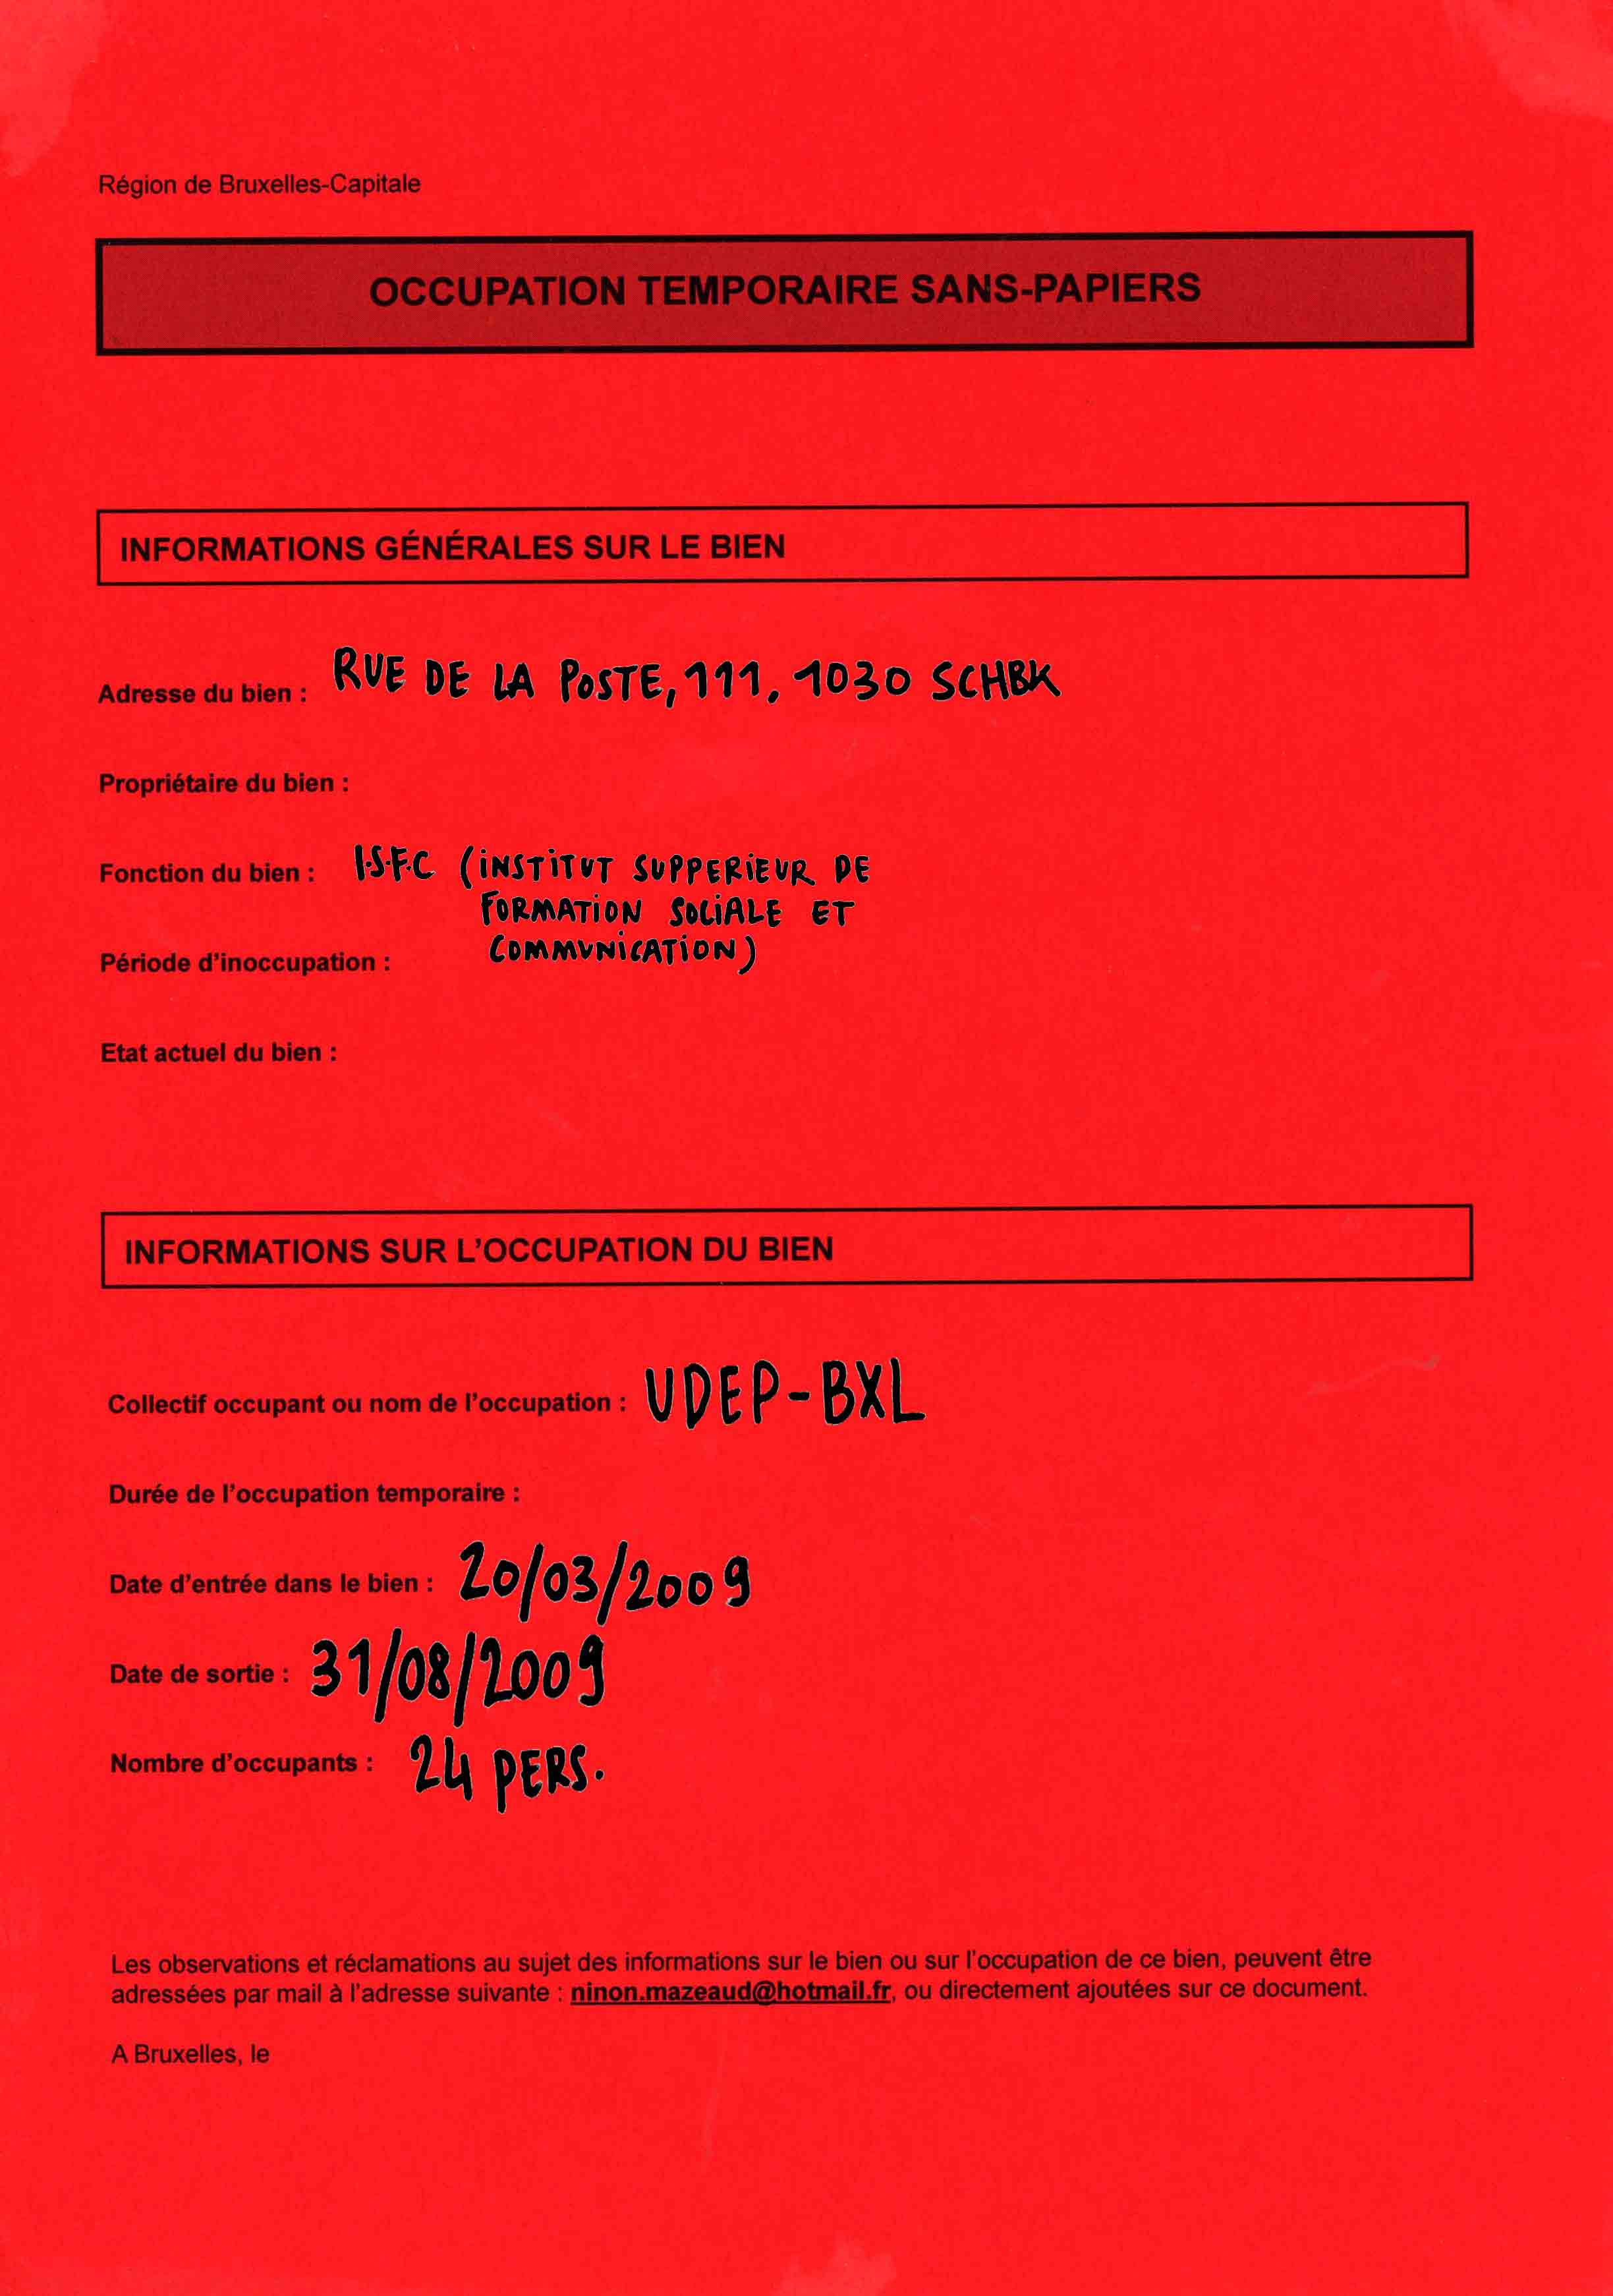 Région de Bruxelles-Capitale
OCCUPATION TEMPORAIRE SANS-PAPIERS
INFORMATIONS GÉNÉRALES SUR LE BIEN
Adresse du bien : RUE DE LA POSTE, 111, 1030 SCHBK
Propriétaire du bien :
Fonction du bien : I.S.F.C (INSTITUT SUPPERIEUR DE
FORMATION SOCIALE ET
COMMUNICATION)
Période d'inoccupation :
Etat actuel du bien :
INFORMATIONS SUR L'OCCUPATION DU BIEN
Collectif occupant ou nom de l'occupation : UDEP-BXL
Durée de l'occupation temporaire :
Date d'entrée dans le bien : 20/03/2009
Date de sortie : 31/08/2009
Nombre d'occupants : 24 PERS.
Les observations et réclamations au sujet des informations sur le bien ou sur l'occupation de ce bien, peuvent être
adressées par mail à l'adresse suivante : ninon.mazeaud@hotmail.fr, ou directement ajoutées sur ce document.
A Bruxelles, le